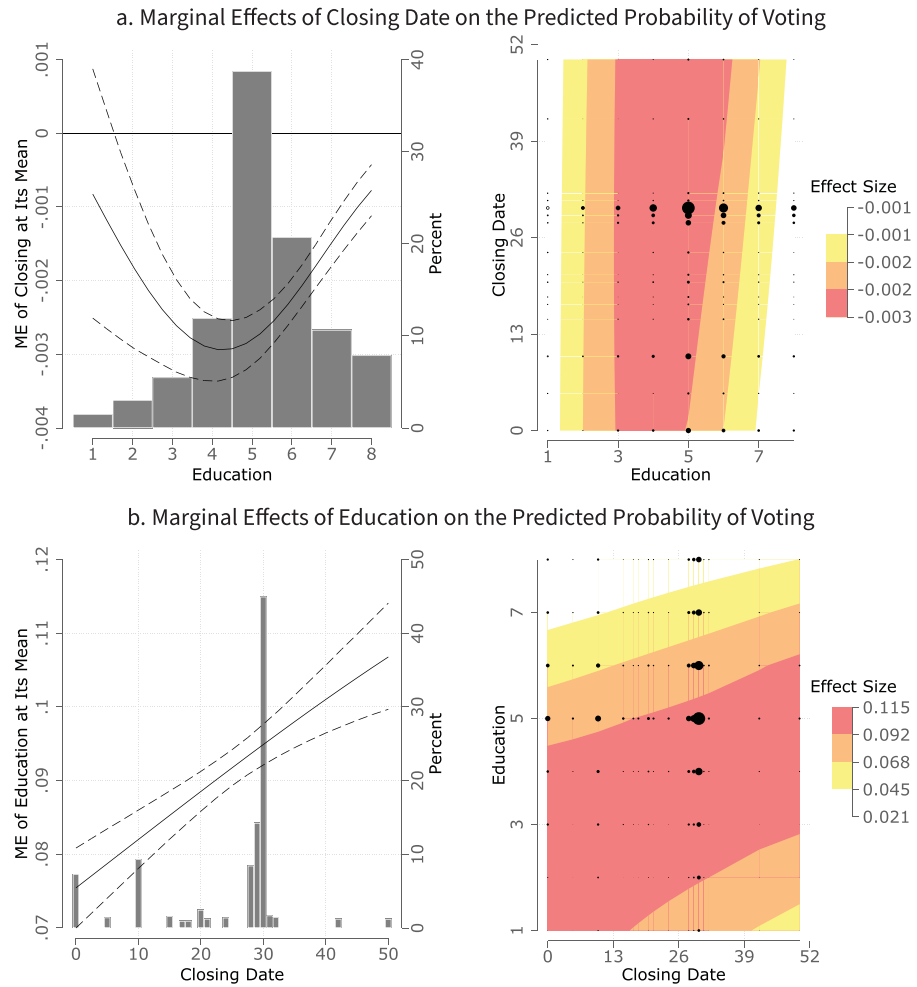 a. Marginal Effects of Closing Date on the Predicted Probability of Voting
ME of Closing at Its Mean
.001
0
-.001
-.002
-.003
-.004
40
30
20
10
0
Percent
1 2 3 4 5 6 7 8
Education
Closing Date
52
39
26
13
0
1 3 5 7
Education
Effect Size
-0.001
-0.001
-0.002
-0.002
-0.003
b. Marginal Effects of Education on the Predicted Probability of Voting
ME of Education at Its Mean
.12
.11
.1
.09
.08
.07
50
40
30
20
10
0
Percent
0 10 20 30 40 50
Closing Date
Education
7
5
3
1
0 13 26 39 52
Closing Date
Effect Size
0.115
0.092
0.068
0.045
0.021